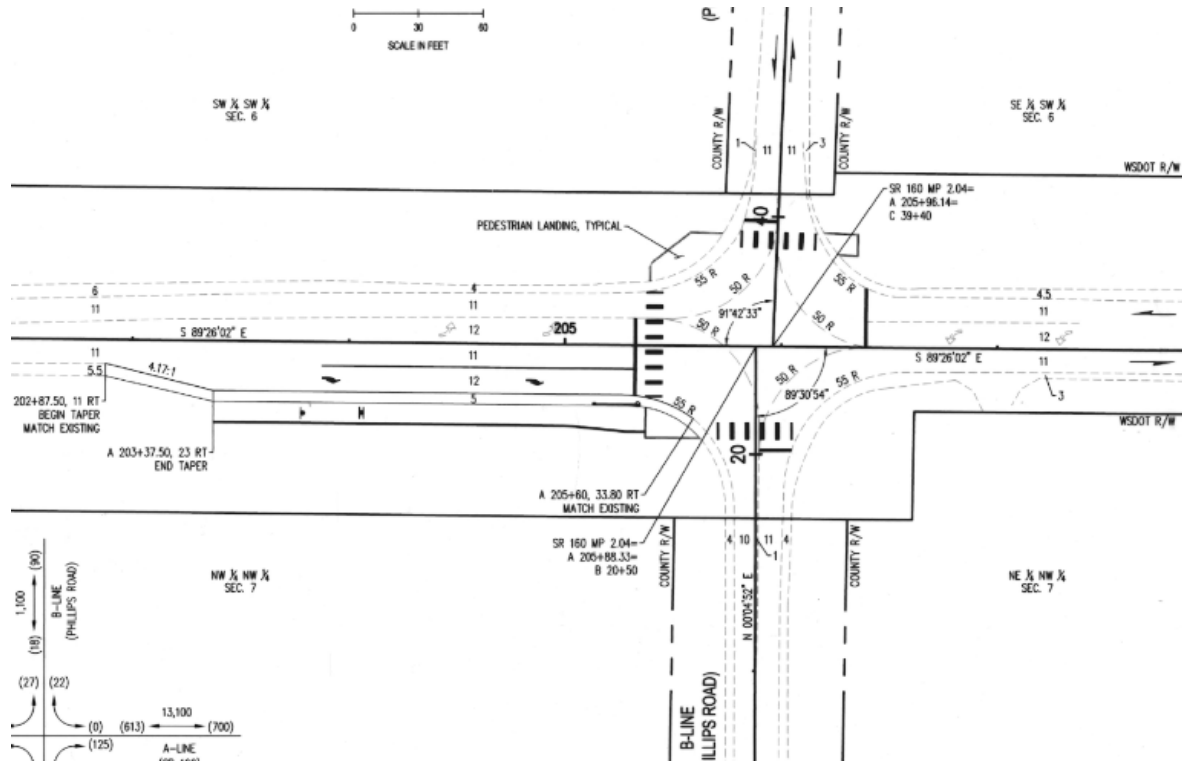 (P
0 30 60
SCALE IN FEET
SW ¼ SW ¼
SEC. 6
SE ¼ SW ¼
SEC. 6
COUNTY R/W
COUNTY R/W
1 11 11 3
WSDOT R/W
SR 160 MP 2.04=
A 205+96.14=
C 39+40
40
PEDESTRIAN LANDING, TYPICAL
55 R
50 R
55 R
6
4
4.5
11
11
11
50 R
91°42'33"
50 R
12
12
S 89°26'02" E
205
S 89°26'02" E
11
11
11
4.17:1
5.5
12
5
50 R
55 R
89°30'54"
3
202+87.50, 11 RT
BEGIN TAPER
MATCH EXISTING
55 R
WSDOT R/W
A 203+37.50, 23 RT
END TAPER
20
A 205+60, 33.80 RT
MATCH EXISTING
SR 160 MP 2.04=
A 205+88.33=
B 20+50
COUNTY R/W
4 10 11 4
1
COUNTY R/W
N 00°04'52" E
NW ¼ NW ¼
SEC. 7
NE ¼ NW ¼
SEC. 7
B-LINE
ILLIPS ROAD)
(90)
1,100
(18)
B-LINE
(PHILLIPS ROAD)
(27) (22)
13,100
(0) (613) (700)
(125)
A-LINE